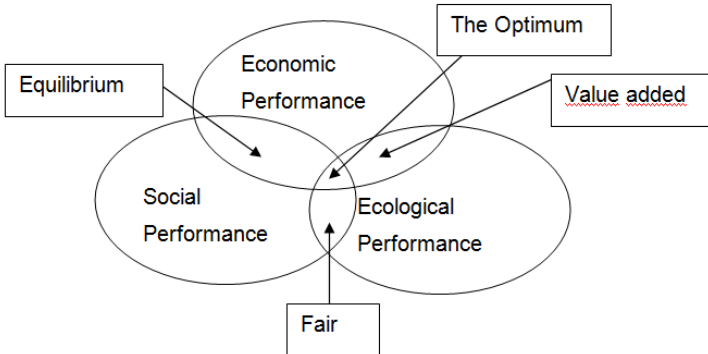 The Optimum
Economic
Performance
Equilibrium
Value added
Social
Performance
Ecological
Performance
Fair